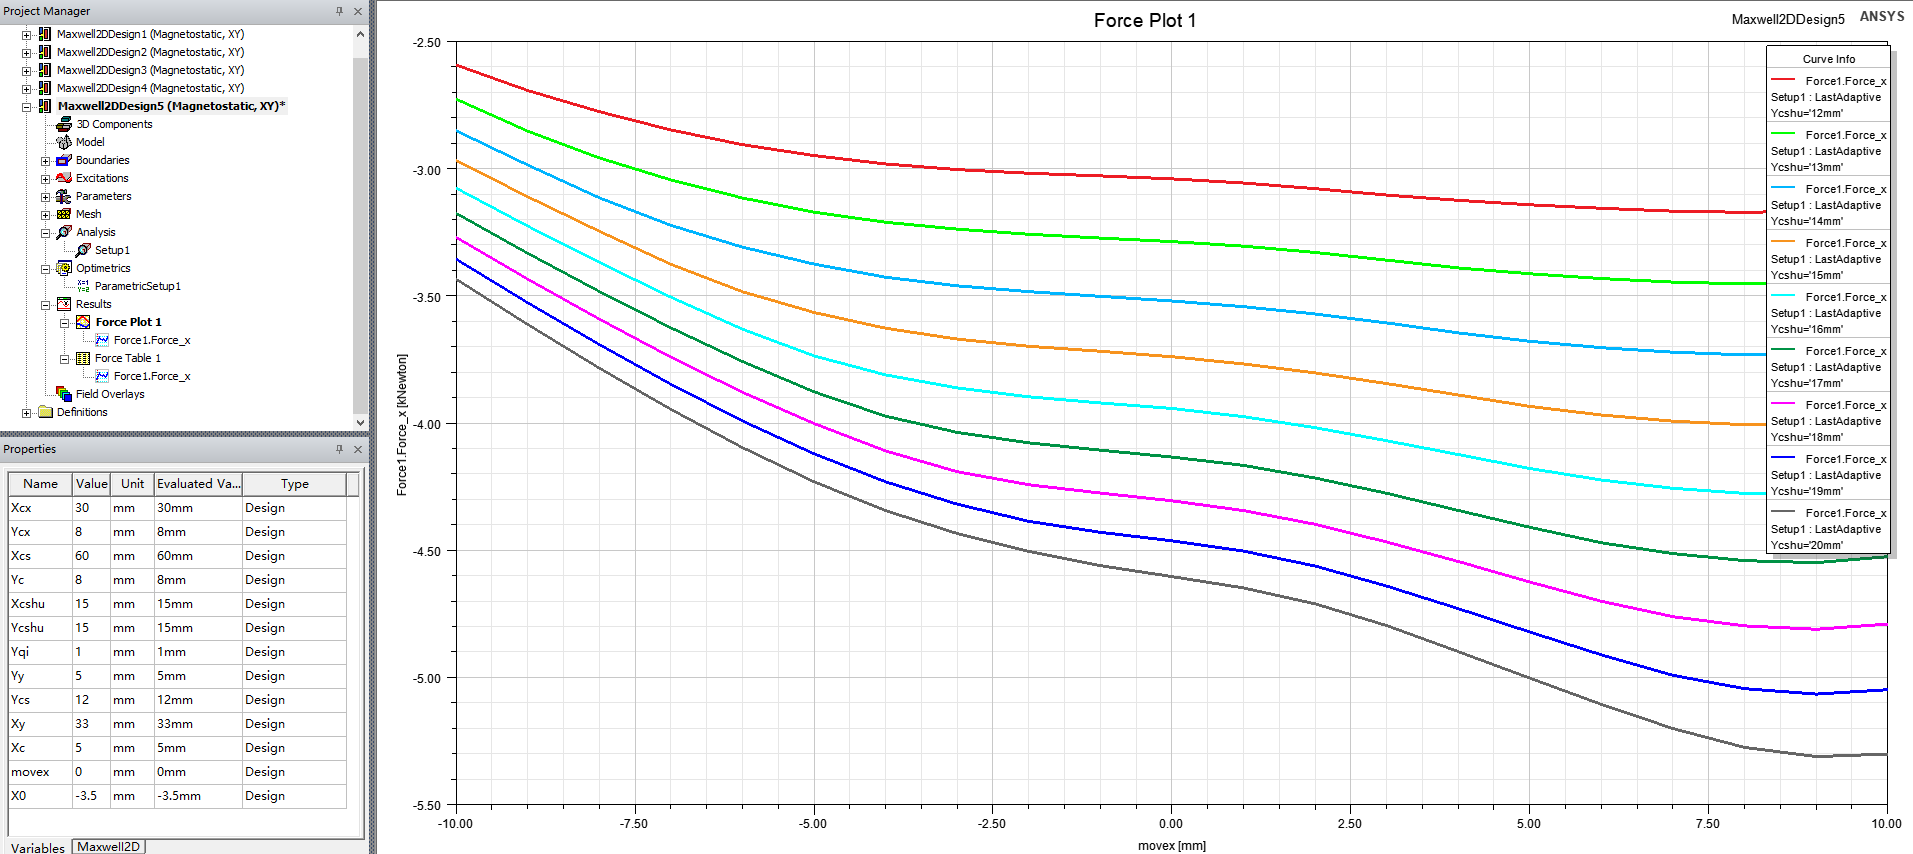 Project Manager
Maxwell2DDesign1 (Magnetostatic, XY)
Maxwell2DDesign2 (Magnetostatic, XY)
Maxwell2DDesign3 (Magnetostatic, XY)
Maxwell2DDesign4 (Magnetostatic, XY)
Maxwell2DDesign5 (Magnetostatic, XY)*
3D Components
Model
Boundaries
Excitations
Parameters
Mesh
Analysis
Setup1
Optimetrics
ParametricSetup1
Results
Force Plot 1
Force1.Force_x
Force Table 1
Force1.Force_x
Field Overlays
Definitions
Properties
Name Value Unit Evaluated Va... Type
Xcx 30 mm 30mm Design
Ycx 8 mm 8mm Design
Xcs 60 mm 60mm Design
Yc 8 mm 8mm Design
Xcshu 15 mm 15mm Design
Ycshu 15 mm 15mm Design
Yqi 1 mm 1mm Design
Yy 5 mm 5mm Design
Ycs 12 mm 12mm Design
Xy 33 mm 33mm Design
Xc 5 mm 5mm Design
movex 0 mm 0mm Design
X0 -3.5 mm -3.5mm Design
Variables Maxwell2D
Force Plot 1
Maxwell2DDesign5 ANSYS
Force1.Force_x [kNewton]
-2.50
-3.00
-3.50
-4.00
-4.50
-5.00
-5.50
-10.00 -7.50 -5.00 -2.50 0.00 2.50 5.00 7.50 10.00
movex [mm]
Curve Info
Force1.Force_x
Setup1 : LastAdaptive
Ycshu='12mm'
Force1.Force_x
Setup1 : LastAdaptive
Ycshu='13mm'
Force1.Force_x
Setup1 : LastAdaptive
Ycshu='14mm'
Force1.Force_x
Setup1 : LastAdaptive
Ycshu='15mm'
Force1.Force_x
Setup1 : LastAdaptive
Ycshu='16mm'
Force1.Force_x
Setup1 : LastAdaptive
Ycshu='17mm'
Force1.Force_x
Setup1 : LastAdaptive
Ycshu='18mm'
Force1.Force_x
Setup1 : LastAdaptive
Ycshu='19mm'
Force1.Force_x
Setup1 : LastAdaptive
Ycshu='20mm'